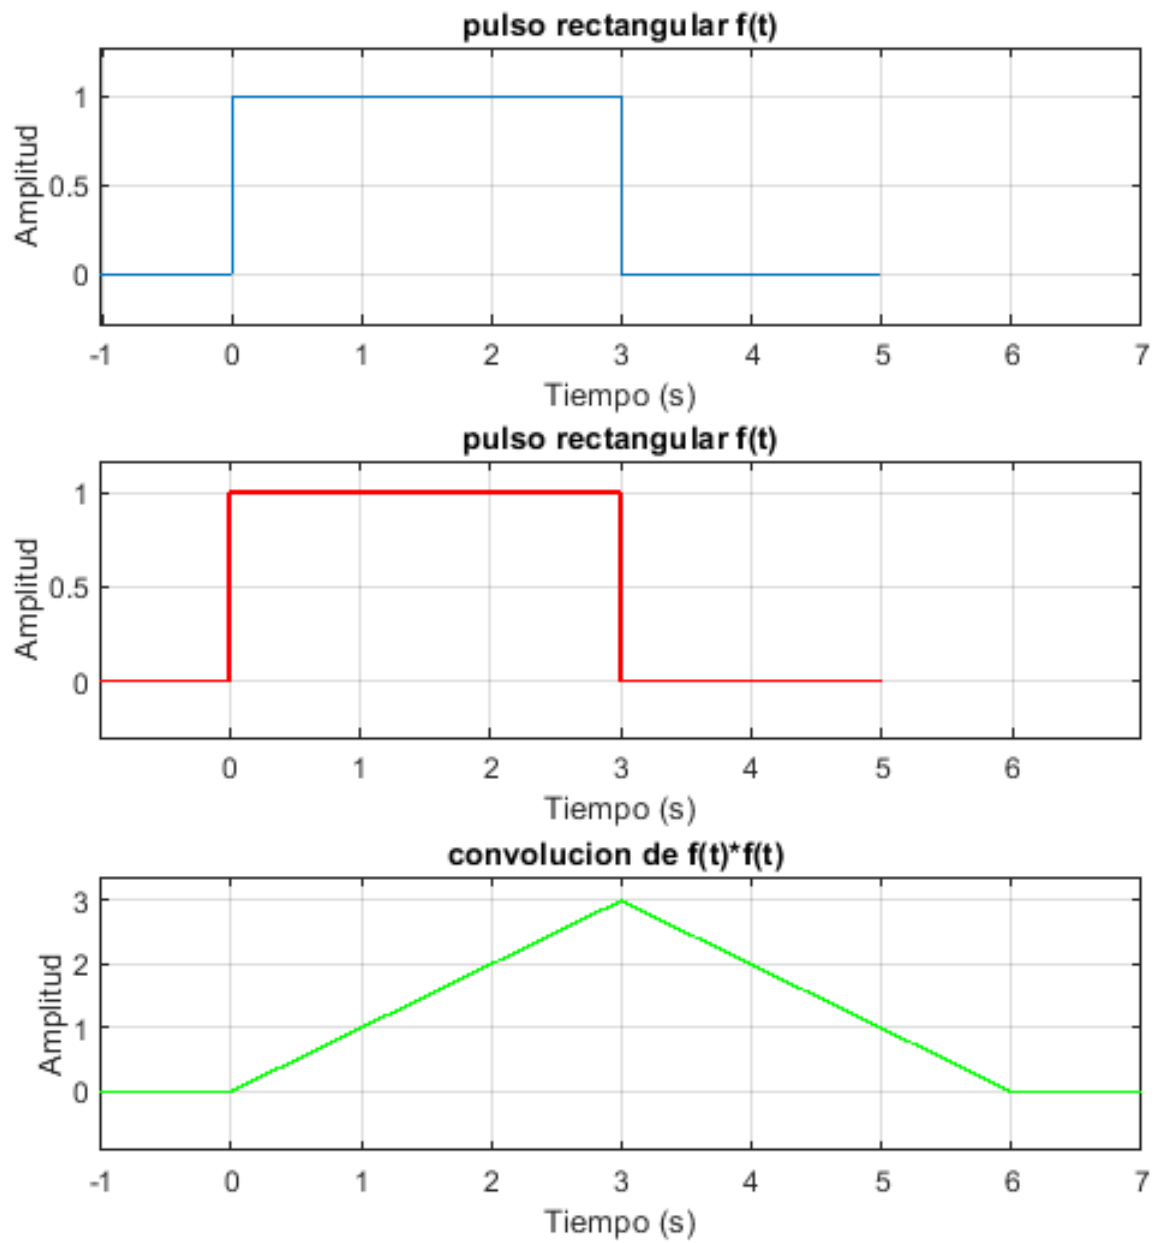 pulso rectangular f(t)
Amplitud
1
0.5
0
-1 0 1 2 3 4 5 6 7
Tiempo (s)
pulso rectangular f(t)
Amplitud
1
0.5
0
0 1 2 3 4 5 6
Tiempo (s)
convolucion de f(t)*f(t)
Amplitud
3
2
1
0
-1 0 1 2 3 4 5 6 7
Tiempo (s)